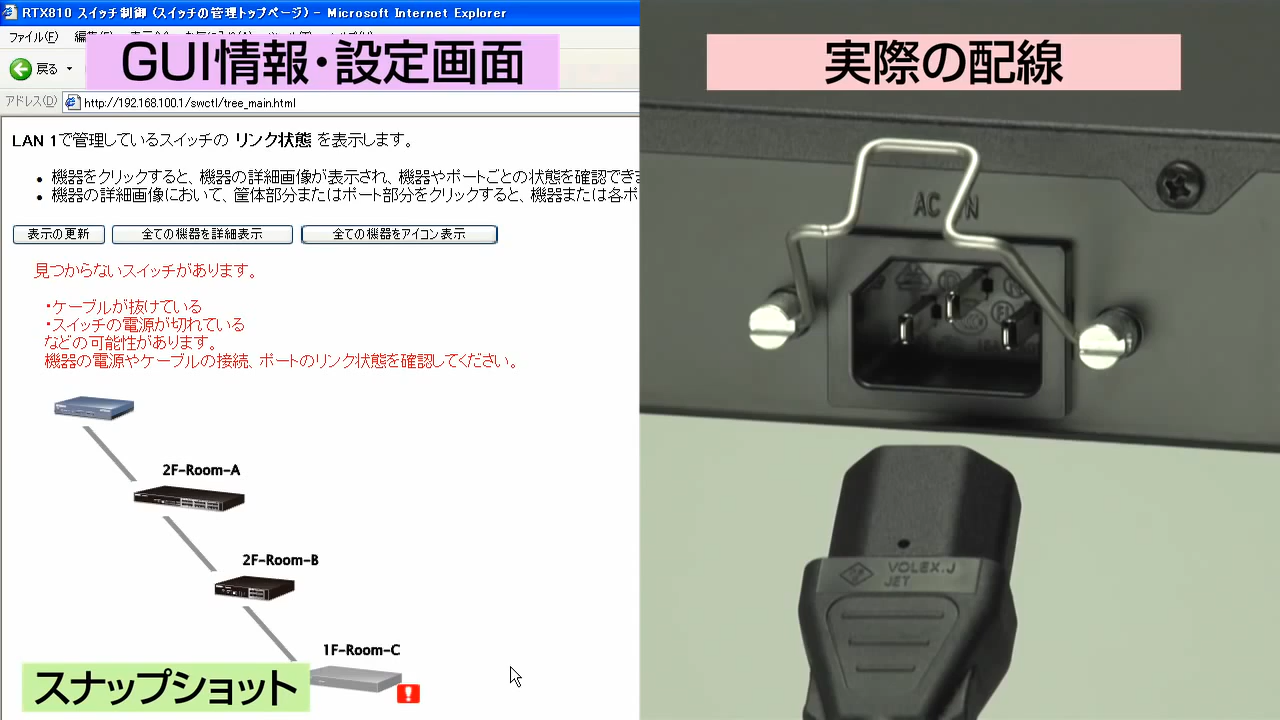 RTX810 スイッチ制御 (スイッチの管理トップページ) - Microsoft Internet Explorer
ファイル(F)
GUI情報・設定画面
実際の配線
戻る
アドレス(D)
http://192.168.100.1/swctl/tree_main.html
LAN 1で管理しているスイッチの リンク状態 を表示します。
• 機器をクリックすると、機器の詳細画像が表示され、機器やポートごとの状態を確認できま
• 機器の詳細画像において、筐体部分またはポート部分をクリックすると、機器または各ポ
表示の更新 全ての機器を詳細表示 全ての機器をアイコン表示
見つからないスイッチがあります。
・ケーブルが抜けている
・スイッチの電源が切れている
などの可能性があります。
機器の電源やケーブルの接続、ポートのリンク状態を確認してください。
2F-Room-A
2F-Room-B
1F-Room-C
スナップショット
AC IN
VOLEX.J
JET